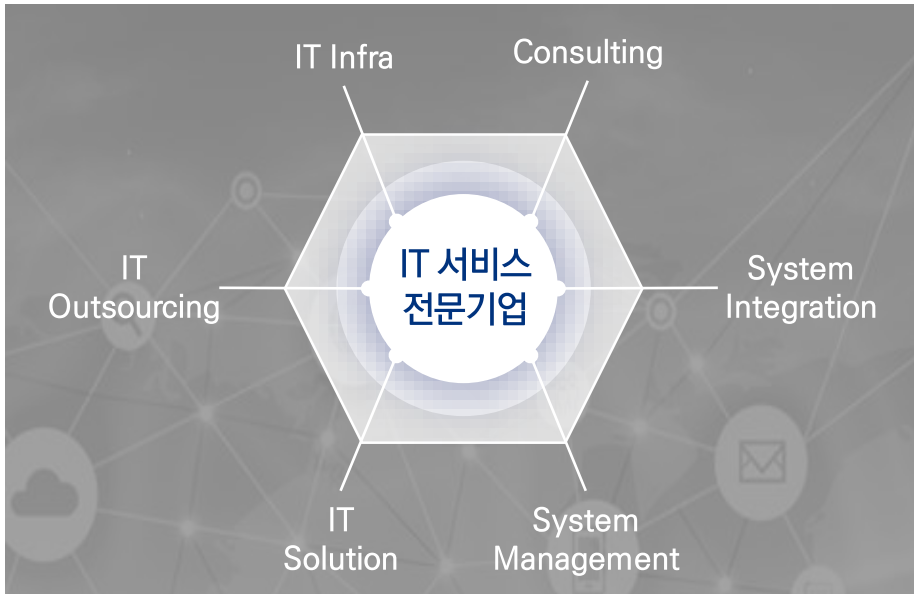 IT Infra
Consulting
IT 서비스
전문기업
IT
Outsourcing
System
Integration
IT
Solution
System
Management